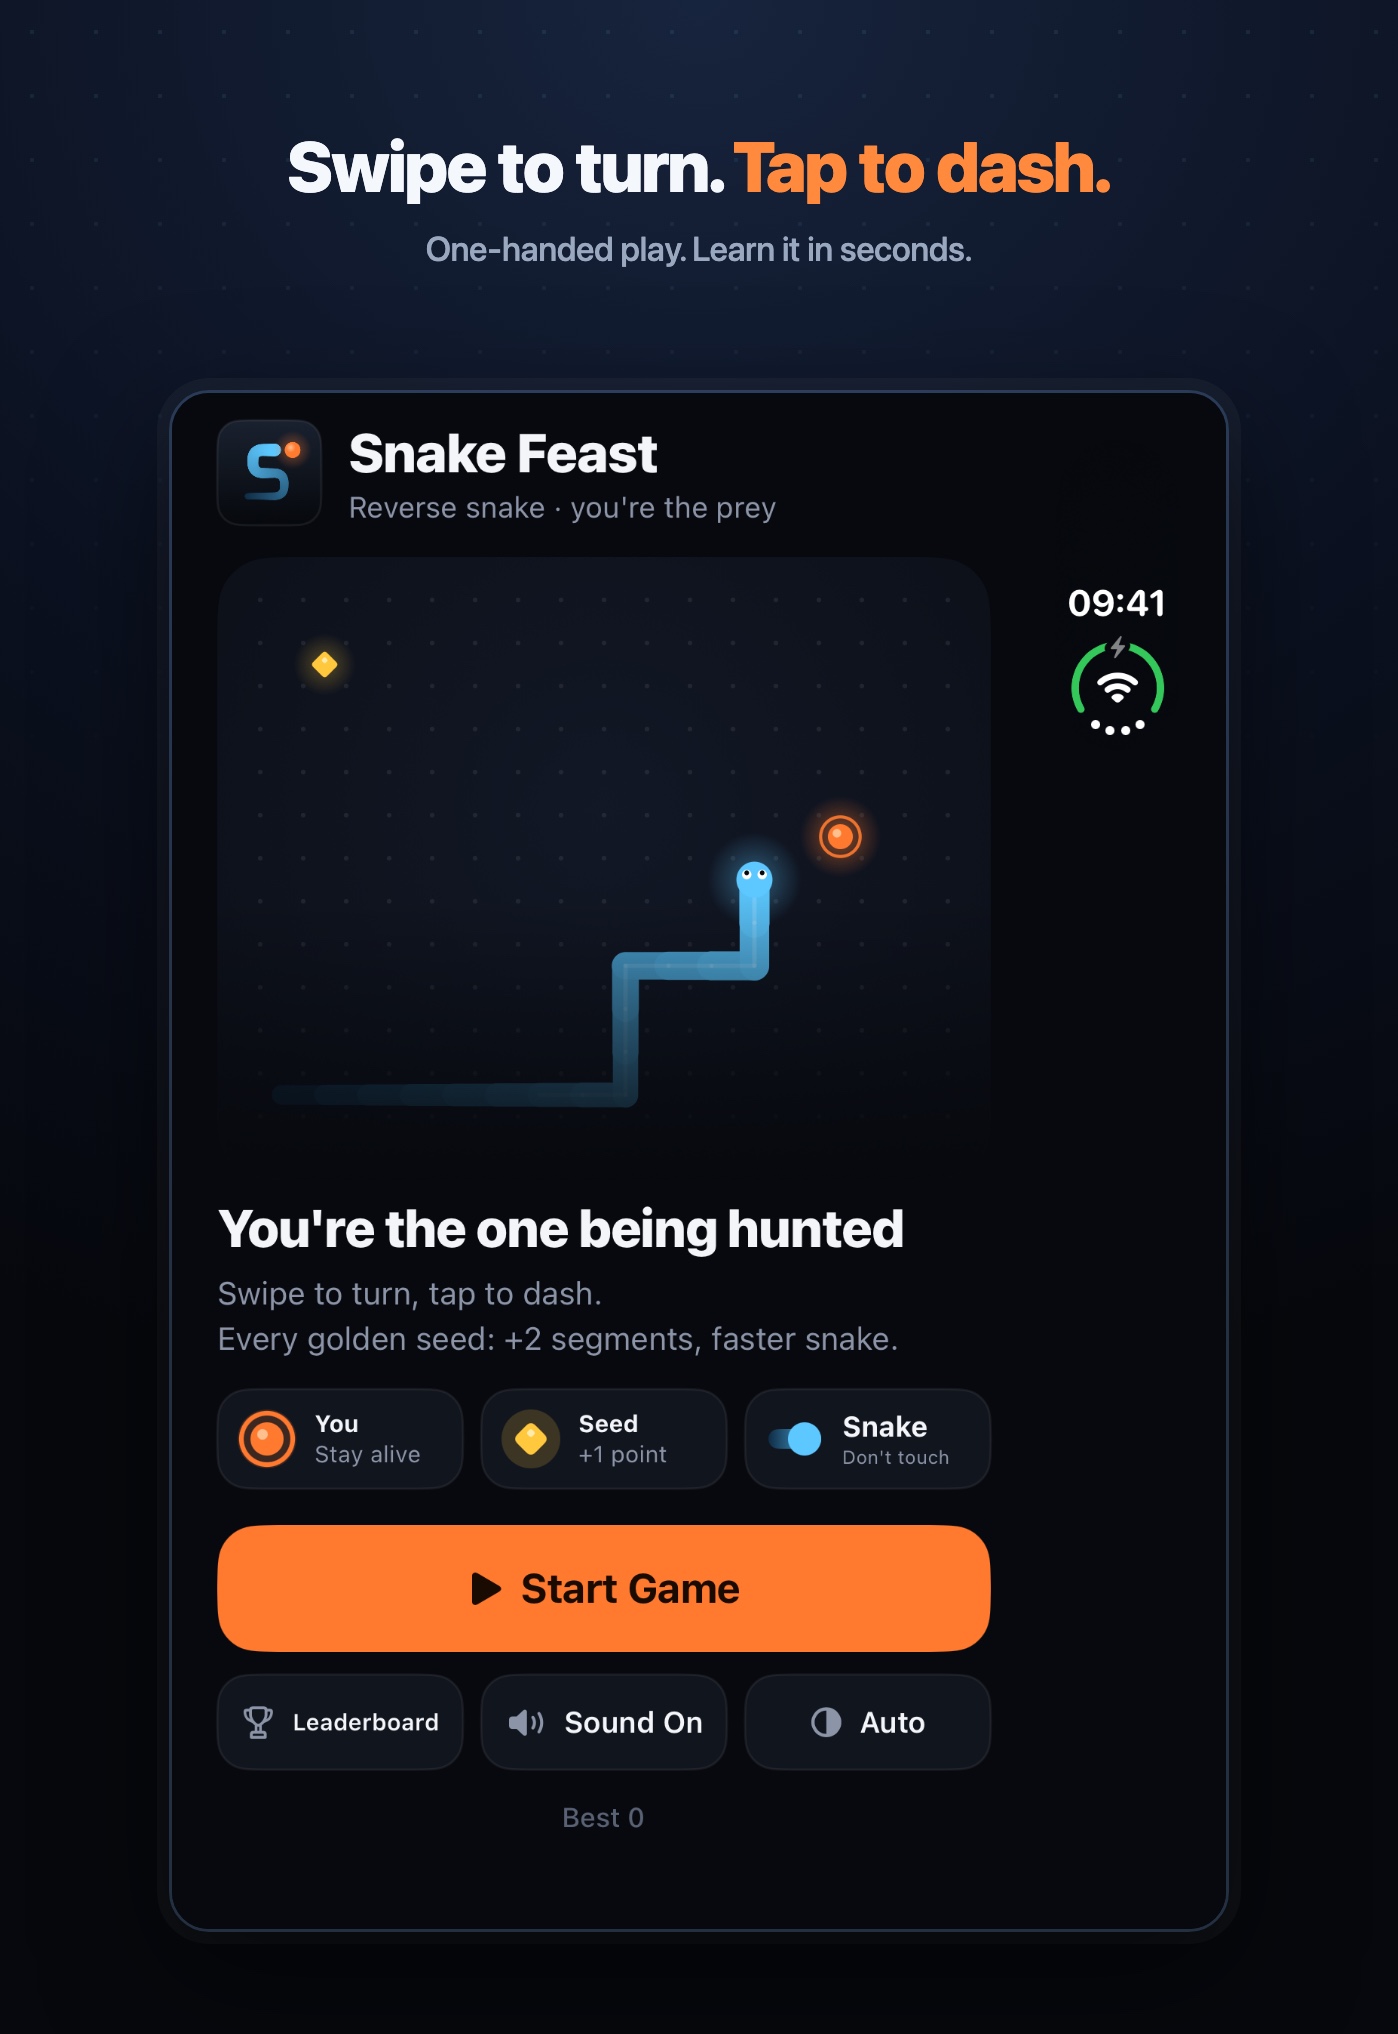 Swipe to turn. Tap to dash.
One-handed play. Learn it in seconds.
Snake Feast
Reverse snake · you're the prey
09:41
You're the one being hunted
Swipe to turn, tap to dash.
Every golden seed: +2 segments, faster snake.
You
Stay alive
Seed
+1 point
Snake
Don't touch
Start Game
Leaderboard
Sound On
Auto
Best 0